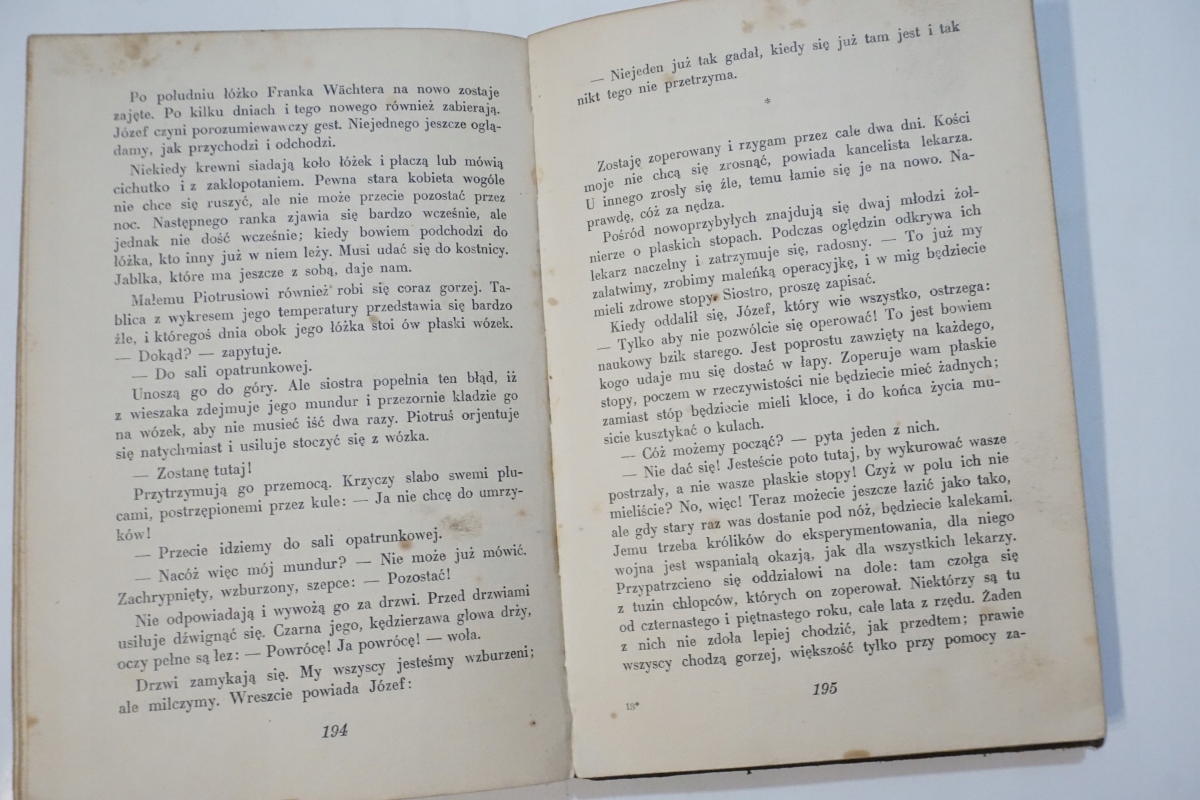 Po południu łóżko Franka Wächtera na nowo zostaje
zajęte. Po kilku dniach i tego nowego również zabierają.
Józef czyni porozumiewawczy gest. Niejednego jeszcze oglą-
damy, jak przychodzi i odchodzi.
Niekiedy krewni siadają koło łóżek i płaczą lub mówią
cichutko i z zakłopotaniem. Pewna stara kobieta wogóle
nie chce się ruszyć, ale nie może przecie pozostać przez
noc. Następnego ranka zjawia się bardzo wcześnie, ale
jednak nie dość wcześnie; kiedy bowiem podchodzi do
łóżka, kto inny już w niem leży. Musi udać się do kostnicy.
Jabłka, które ma jeszcze z sobą, daje nam.
Małemu Piotrusiowi również robi się coraz gorzej. Ta-
blica z wykresem jego temperatury przedstawia się bardzo
źle, i któregoś dnia obok jego łóżka stoi ów płaski wózek.
— Dokąd? — zapytuje.
— Do sali opatrunkowej.
Unoszą go do góry. Ale siostra popełnia ten błąd, iż
z wieszaka zdejmuje jego mundur i przezornie kładzie go
na wózek, aby nie musieć iść dwa razy. Piotruś orjentuje
się natychmiast i usiłuje stoczyć się z wózka.
— Zostanę tutaj!
Przytrzymują go przemocą. Krzyczy słabo swemi płu-
cami, postrzępionemi przez kule: — Ja nie chcę do umrzy-
ków!
— Przecie idziemy do sali opatrunkowej.
— Nacóż więc mój mundur? — Nie może już mówić.
Zachrypnięty, wzburzony, szepce: — Pozostać!
Nie odpowiadają i wywożą go za drzwi. Przed drzwiami
usiłuje dźwignąć się. Czarna jego, kędzierzawa głowa drży,
oczy pełne są łez: — Powrócę! Ja powrócę! — woła.
Drzwi zamykają się. My wszyscy jesteśmy wzburzeni;
ale milczymy. Wreszcie powiada Józef:
194
— Niejeden już tak gadał, kiedy się już tam jest i tak
nikt tego nie przetrzyma.
*
Zostaję zoperowany i rzygam przez całe dwa dni. Kości
moje nie chcą się zrosnąć, powiada kancelista lekarza.
U innego zrosły się źle, temu łamie się je na nowo. Na-
prawdę, cóż za nędza.
Pośród nowoprzybyłych znajdują się dwaj młodzi żoł-
nierze o płaskich stopach. Podczas oględzin odkrywa ich
lekarz naczelny i zatrzymuje się, radosny. — To już my
załatwimy, zrobimy maleńką operacyjkę, i w mig będziecie
mieli zdrowe stopy. Siostro, proszę zapisać.
Kiedy oddalił się, Józef, który wie wszystko, ostrzega:
— Tylko aby nie pozwólcie się operować! To jest bowiem
naukowy bzik starego. Jest poprostu zawzięty na każdego,
kogo udaje mu się dostać w łapy. Zoperuje wam płaskie
stopy, poczem w rzeczywistości nie będziecie mieć żadnych;
zamiast stóp będziecie mieli kloce, i do końca życia mu-
sicie kusztykać o kulach.
— Cóż możemy począć? — pyta jeden z nich.
— Nie dać się! Jesteście poto tutaj, by wykurować wasze
postrzały, a nie wasze płaskie stopy! Czyż w polu ich nie
mieliście? No, więc! Teraz możecie jeszcze łazić jako tako,
ale gdy stary raz was dostanie pod nóż, będziecie kalekami.
Jemu trzeba królików do eksperymentowania, dla niego
wojna jest wspaniałą okazją, jak dla wszystkich lekarzy.
Przypatrzcieno się oddziałowi na dole: tam czołga się
z tuzin chłopców, których on zoperował. Niektórzy są tu
od czternastego i piętnastego roku, całe lata z rzędu. Żaden
z nich nie zdoła lepiej chodzić, jak przedtem; prawie
wszyscy chodzą gorzej, większość tylko przy pomocy za-
13*
195